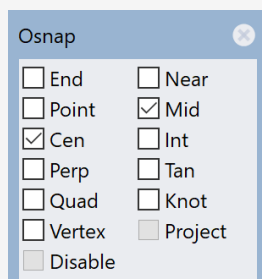 Osnap
End Near
Point Mid
Cen Int
Perp Tan
Quad Knot
Vertex Project
Disable